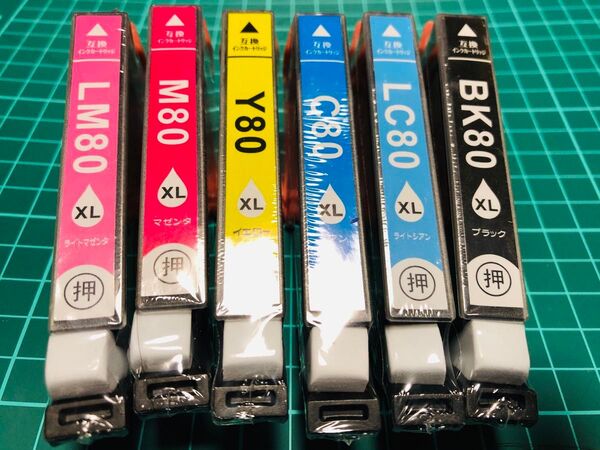 互換
インクカートリッジ
LM80
XL
ライトマゼンタ
押
互換
インクカートリッジ
M80
XL
マゼンタ
押
互換
インクカートリッジ
Y80
XL
イエロー
押
互換
インクカートリッジ
C80
XL
押
互換
インクカートリッジ
LC80
XL
ライトシアン
押
互換
インクカートリッジ
BK80
XL
ブラック
押